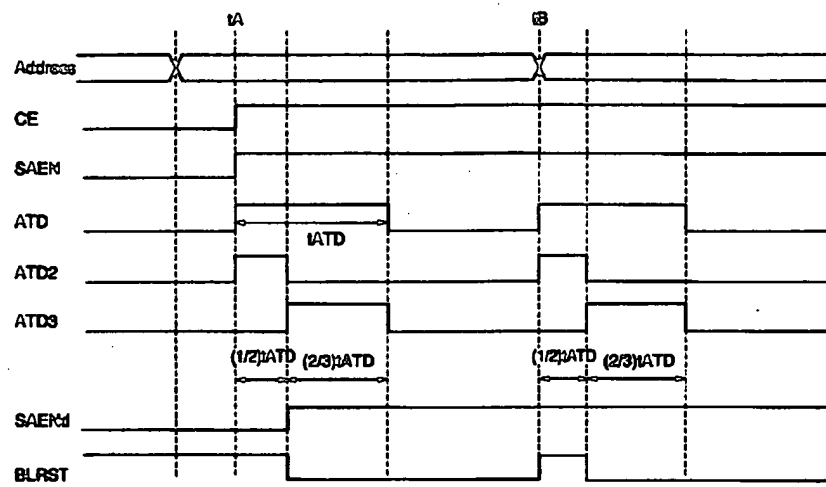 tA tB
Address
CE
SAEN
ATD
tATD
ATD2
ATD3
(1/2)tATD (2/3)tATD (1/2)tATD (2/3)tATD
SAENd
BLRST